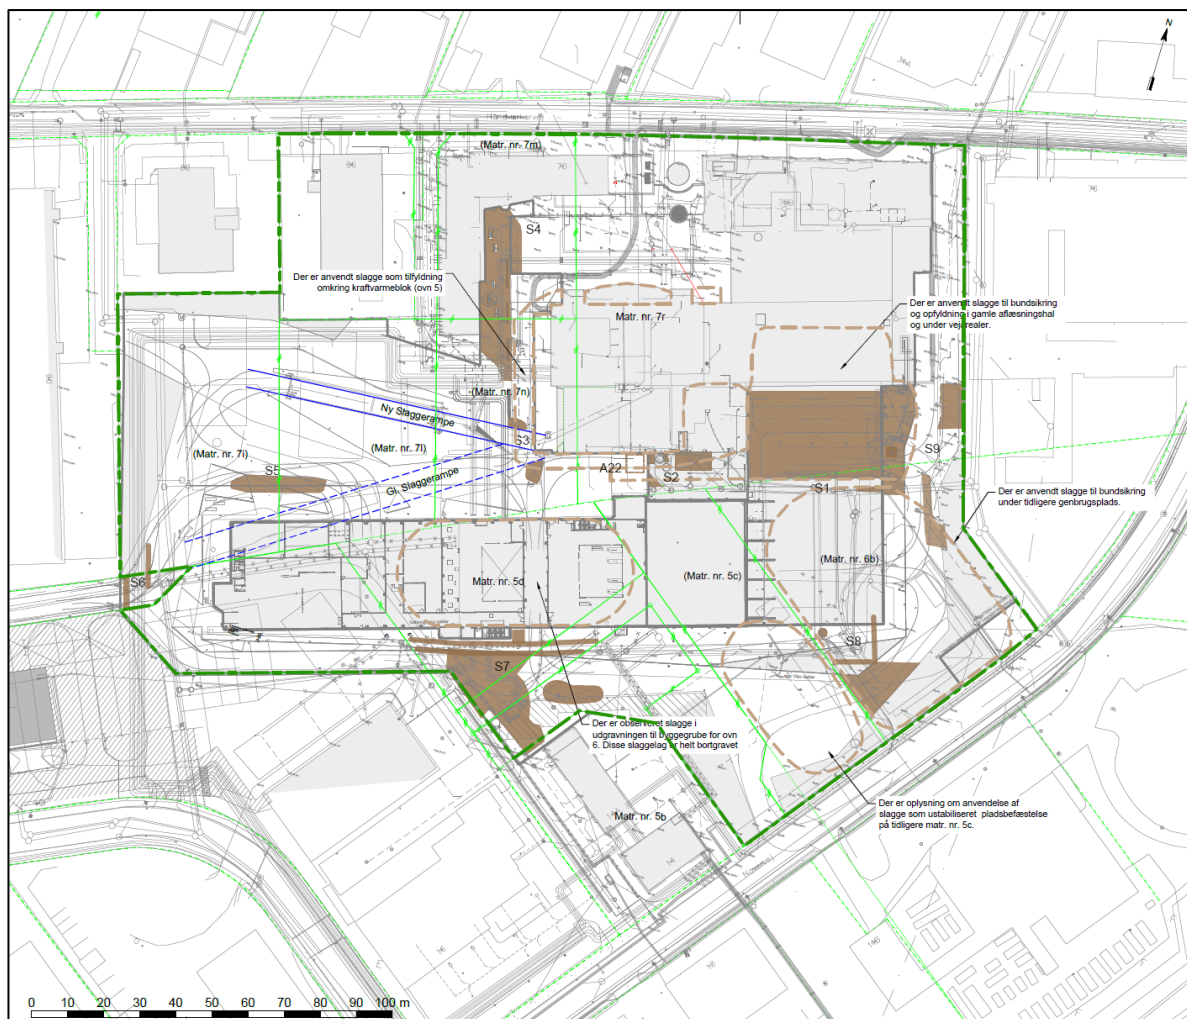 N
Håndværkervej
(Matr. nr. 7m)
70
76
S4
Der er anvendt slagge som tilfyldning
omkring kraftvarmeblok (ovn 5)
Matr. nr. 7r
Der er anvendt slagge til bundsikring
og opfyldning i gamle aflæsningshal
og under vejarealer.
(Matr. nr. 7n)
Ny Slaggerampe
S3
(Matr. nr. 7l)
(Matr. nr. 7i)
S9
S5
Gl. Slaggerampe
A22
S2
S1
Der er anvendt slagge til bundsikring
under tidligere genbrugsplads.
S6
Matr. nr. 5d
(Matr. nr. 5c)
(Matr. nr. 6b)
S8
S7
Der er observeret slagge i
udgravningen til byggegrube for ovn
6. Disse slaggelag er helt bortgravet
Der er oplysning om anvendelse af
slagge som ustabiliseret pladsbefæstelse
på tidligere matr. nr. 5c.
Matr. nr. 5b
0 10 20 30 40 50 60 70 80 90 100 m